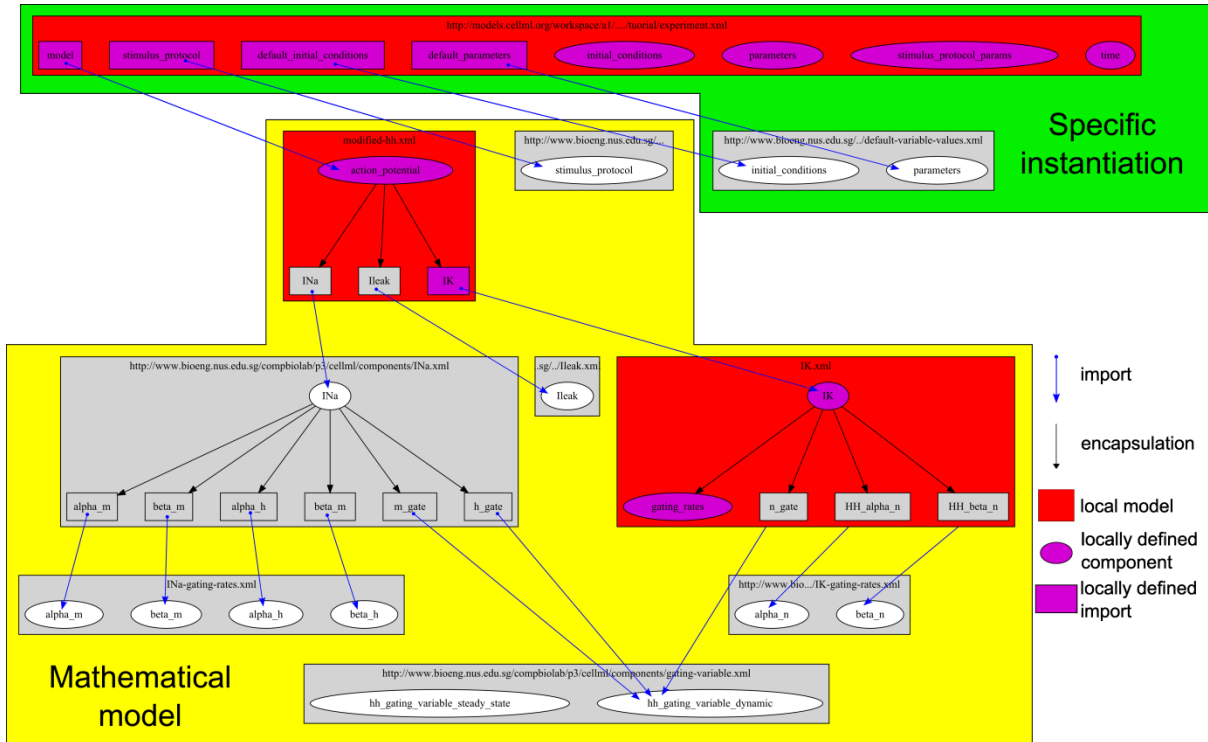 http://models.cellml.org/workspace/a1/..../tutorial/experiment.xml
model
stimulus_protocol
default_initial_conditions
default_parameters
initial_conditions
parameters
stimulus_protocol_params
time
Specific
instantiation
modified-hh.xml
action_potential
INa
Ileak
IK
http://www.bioeng.nus.edu.sg/...
stimulus_protocol
http://www.bioeng.nus.edu.sg/../default-variable-values.xml
initial_conditions
parameters
http://www.bioeng.nus.edu.sg/compbiolab/p3/cellml/components/INa.xml
INa
alpha_m
beta_m
alpha_h
beta_m
m_gate
h_gate
.sg/../Ileak.xml
Ileak
IK.xml
IK
gating_rates
n_gate
HH_alpha_n
HH_beta_n
INa-gating-rates.xml
alpha_m
beta_m
alpha_h
beta_h
http://www.bio.../IK-gating-rates.xml
alpha_n
beta_n
http://www.bioeng.nus.edu.sg/compbiolab/p3/cellml/components/gating-variable.xml
hh_gating_variable_steady_state
hh_gating_variable_dynamic
Mathematical
model
import
encapsulation
local model
locally defined
component
locally defined
import